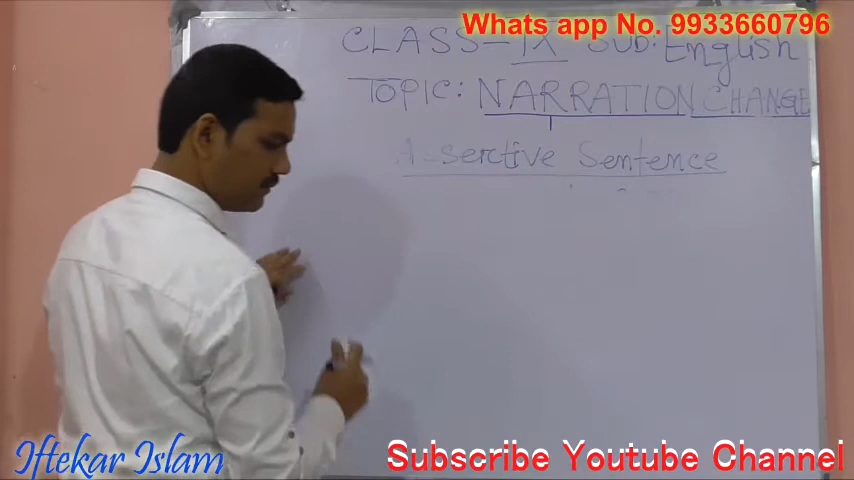 Whats app No. 9933660796
CLASS-IX SUB: English
TOPIC: NARRATION CHANGE
Assertive Sentence
Iftekar Islam
Subscribe Youtube Channel